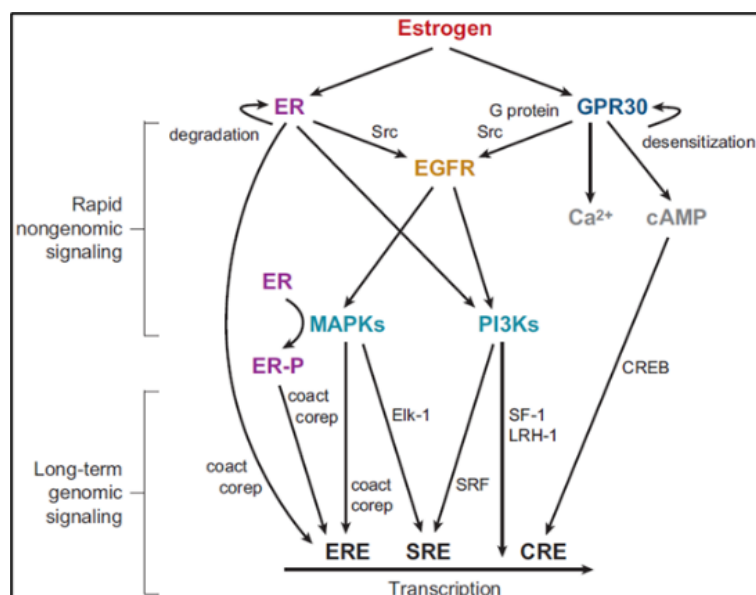 Estrogen
ER
G protein
GPR30
degradation
Src
Src
desensitization
EGFR
Rapid
nongenomic
signaling
Ca²⁺
cAMP
ER
MAPKs
PI3Ks
ER-P
CREB
coact
corep
Elk-1
SF-1
LRH-1
Long-term
genomic
signaling
coact
corep
coact
corep
SRF
ERE
SRE
CRE
Transcription